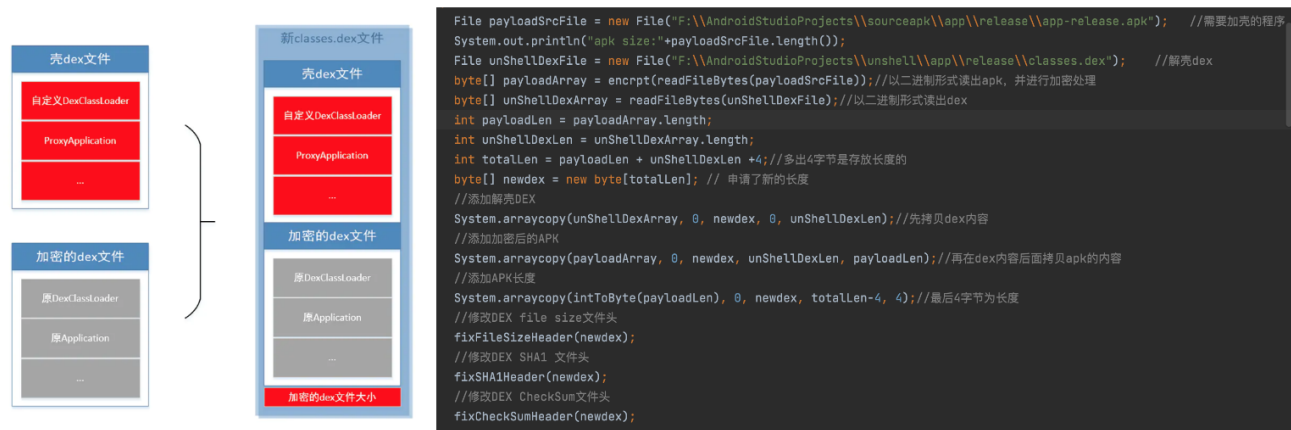 壳dex文件
自定义DexClassLoader
ProxyApplication
...
加密的dex文件
原DexClassLoader
原Application
...
新classes.dex文件
壳dex文件
自定义DexClassLoader
ProxyApplication
...
加密的dex文件
原DexClassLoader
原Application
...
加密的dex文件大小
File payloadSrcFile = new File("F:\\AndroidStudioProjects\\sourceapk\\app\\release\\app-release.apk");   //需要加壳的程序
System.out.println("apk size:"+payloadSrcFile.length());
File unShellDexFile = new File("F:\\AndroidStudioProjects\\unshell\\app\\release\\classes.dex");    //解壳dex
byte[] payloadArray = encrpt(readFileBytes(payloadSrcFile));//以二进制形式读出apk，并进行加密处理
byte[] unShellDexArray = readFileBytes(unShellDexFile);//以二进制形式读出dex
int payloadLen = payloadArray.length;
int unShellDexLen = unShellDexArray.length;
int totalLen = payloadLen + unShellDexLen +4;//多出4字节是存放长度的
byte[] newdex = new byte[totalLen]; // 申请了新的长度
//添加解壳DEX
System.arraycopy(unShellDexArray, 0, newdex, 0, unShellDexLen);//先拷贝dex内容
//添加加密后的APK
System.arraycopy(payloadArray, 0, newdex, unShellDexLen, payloadLen);//再在dex内容后面拷贝apk的内容
//添加APK长度
System.arraycopy(intToByte(payloadLen), 0, newdex, totalLen-4, 4);//最后4字节为长度
//修改DEX file size文件头
fixFileSizeHeader(newdex);
//修改DEX SHA1 文件头
fixSHA1Header(newdex);
//修改DEX CheckSum文件头
fixCheckSumHeader(newdex);